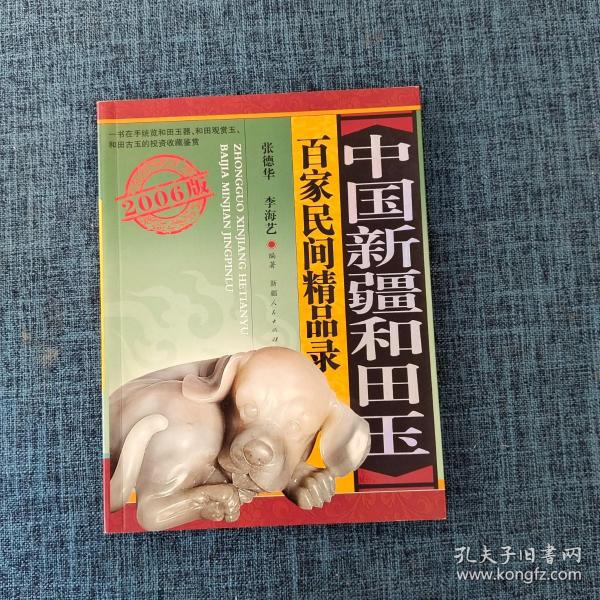 一书在手统览和田玉器、和田观赏玉、
和田古玉的投资收藏鉴赏
2006版
ZHONGGUO XINJIANG HETIANYU
BAIJIA MINJIAN JINGPINLU
张德华 李海艺 编著 新疆人民出版社
百家民间精品录
中国新疆和田玉
孔夫子旧书网
www.kongfz.com